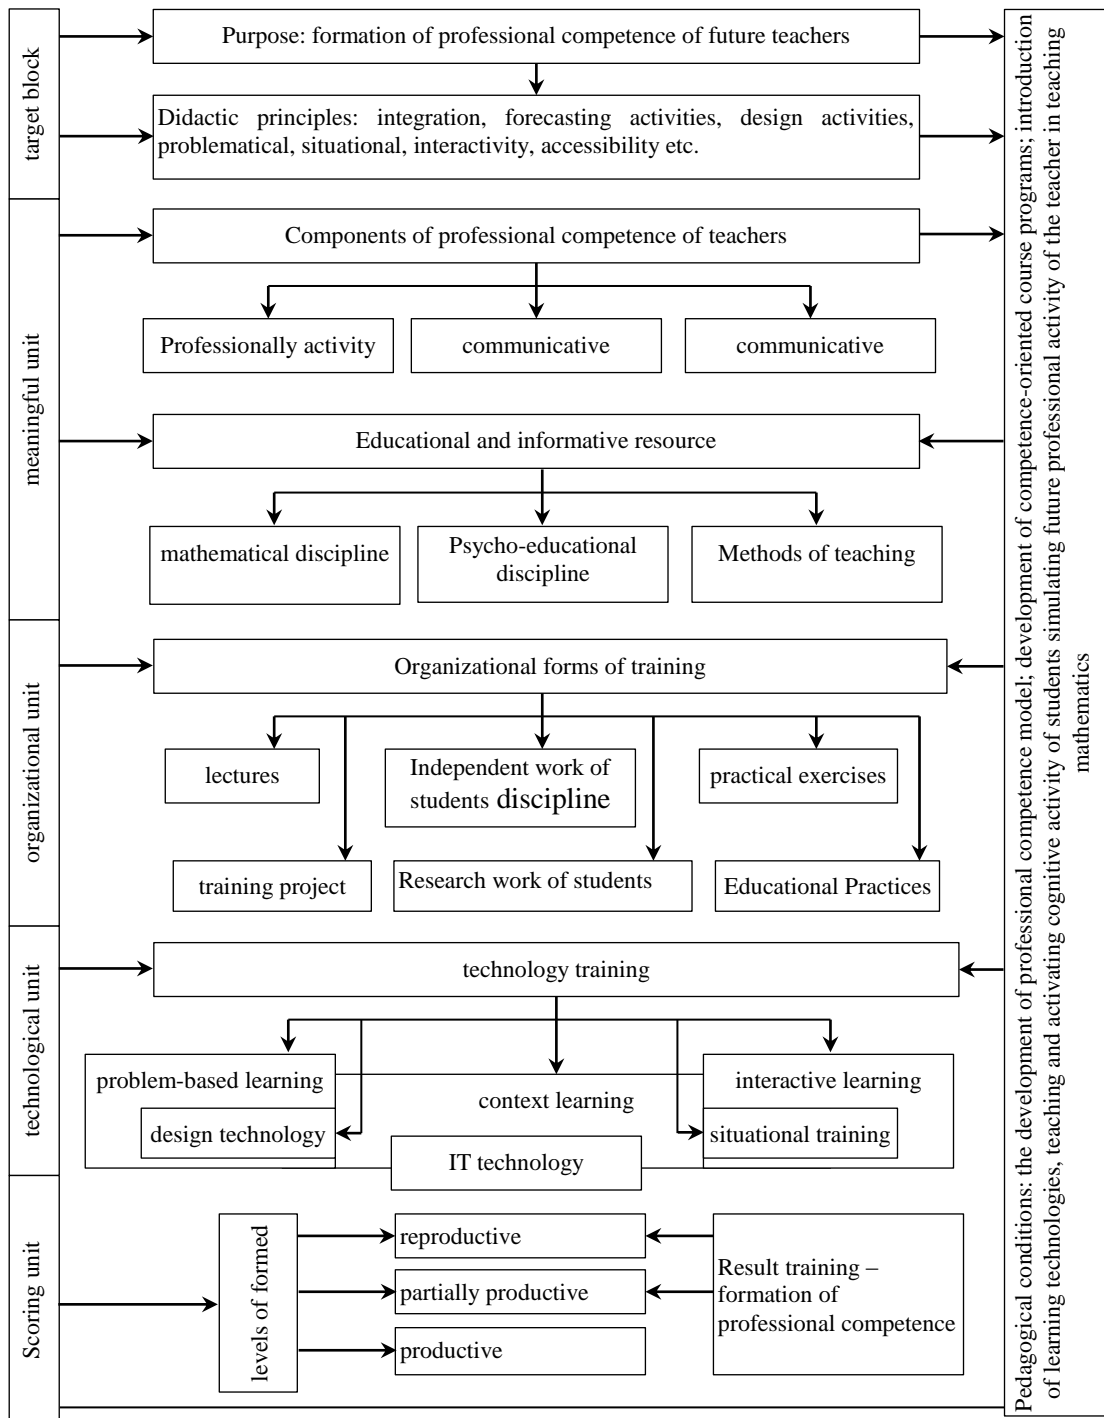 target block
Purpose: formation of professional competence of future teachers
Didactic principles: integration, forecasting activities, design activities,
problematical, situational, interactivity, accessibility etc.
meaningful unit
Components of professional competence of teachers
Professionally activity
communicative
communicative
Educational and informative resource
mathematical discipline
Psycho-educational
discipline
Methods of teaching
organizational unit
Organizational forms of training
lectures
Independent work of
students discipline
practical exercises
training project
Research work of students
Educational Practices
technological unit
technology training
problem-based learning
context learning
interactive learning
design technology
situational training
IT technology
Scoring unit
levels of formed
reproductive
partially productive
productive
Result training –
formation of
professional competence
Pedagogical conditions: the development of professional competence model; development of competence-oriented course programs; introduction
of learning technologies, teaching and activating cognitive activity of students simulating future professional activity of the teacher in teaching
mathematics